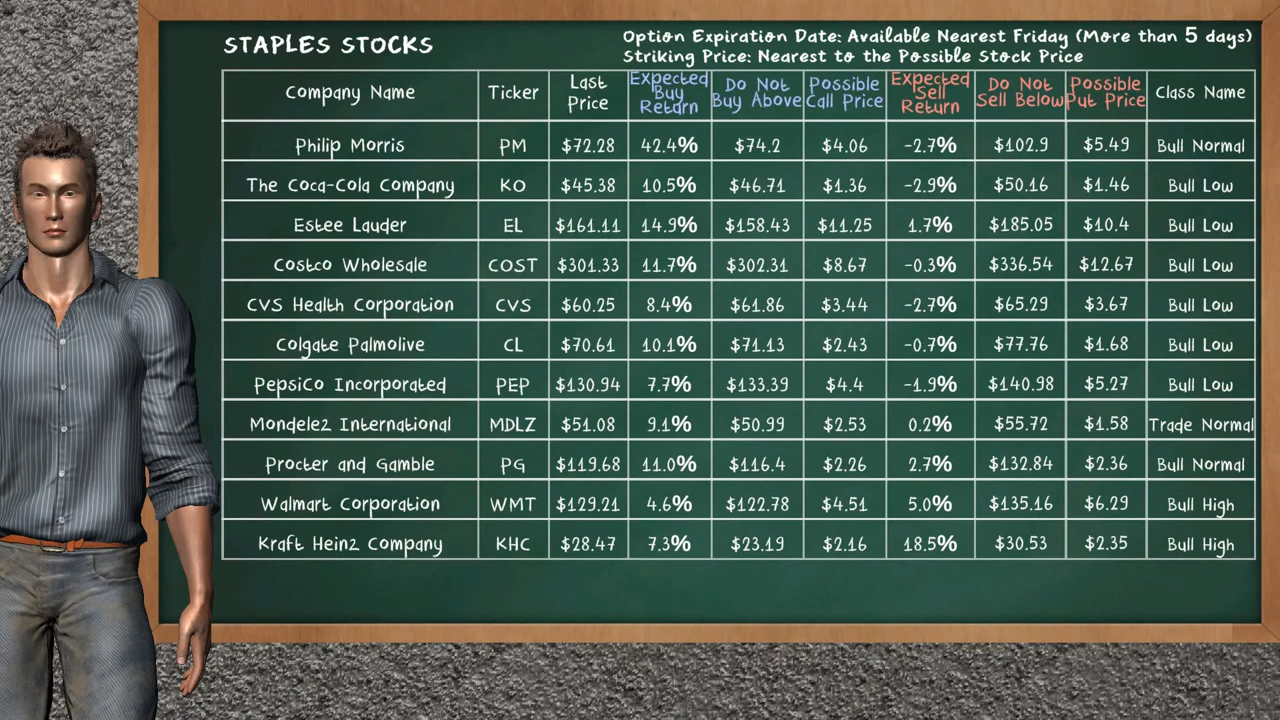 STAPLES STOCKS
Option Expiration Date: Available Nearest Friday (More than 5 days)
Striking Price: Nearest to the Possible Stock Price
Company Name Ticker Last Price Expected Buy Return Do Not Buy Above Possible Call Price Expected Sell Return Do Not Sell Below Possible Put Price Class Name
Philip Morris PM $72.28 42.4% $74.2 $4.06 -2.7% $102.9 $5.49 Bull Normal
The Coca-Cola Company KO $45.38 10.5% $46.71 $1.36 -2.9% $50.16 $1.46 Bull Low
Estee Lauder EL $161.11 14.9% $158.43 $11.25 1.7% $185.05 $10.4 Bull Low
Costco Wholesale COST $301.33 11.7% $302.31 $8.67 -0.3% $336.54 $12.67 Bull Low
CVS Health Corporation CVS $60.25 8.4% $61.86 $3.44 -2.7% $65.29 $3.67 Bull Low
Colgate Palmolive CL $70.61 10.1% $71.13 $2.43 -0.7% $77.76 $1.68 Bull Low
PepsiCo Incorporated PEP $130.94 7.7% $133.39 $4.4 -1.9% $140.98 $5.27 Bull Low
Mondelez International MDLZ $51.08 9.1% $50.99 $2.53 0.2% $55.72 $1.58 Trade Normal
Procter and Gamble PG $119.68 11.0% $116.4 $2.26 2.7% $132.84 $2.36 Bull Normal
Walmart Corporation WMT $129.21 4.6% $122.78 $4.51 5.0% $135.16 $6.29 Bull High
Kraft Heinz Company KHC $28.47 7.3% $23.19 $2.16 18.5% $30.53 $2.35 Bull High